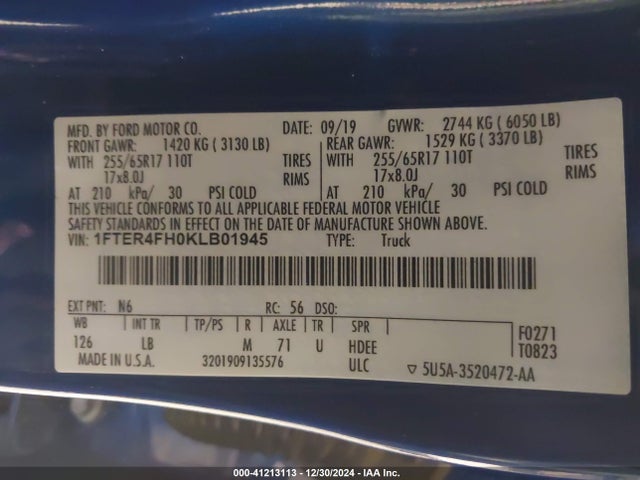 MFD. BY FORD MOTOR CO. DATE: 09/19 GVWR: 2744 KG ( 6050 LB)
FRONT GAWR: 1420 KG ( 3130 LB) REAR GAWR: 1529 KG ( 3370 LB)
WITH 255/65R17 110T TIRES WITH 255/65R17 110T TIRES
17x8.0J RIMS 17x8.0J RIMS
AT 210 kPa/ 30 PSI COLD AT 210 kPa/ 30 PSI COLD
THIS VEHICLE CONFORMS TO ALL APPLICABLE FEDERAL MOTOR VEHICLE
SAFETY STANDARDS IN EFFECT ON THE DATE OF MANUFACTURE SHOWN ABOVE.
VIN: 1FTER4FH0KLB01945 TYPE: Truck
EXT PNT: N6 RC: 56 DSO:
WB INT TR TP/PS R AXLE TR SPR F0271
126 LB M 71 U HDEE T0823
MADE IN U.S.A. 3201909135576 ULC ▽ 5U5A-3520472-AA
000-41213113 - 12/30/2024 - IAA Inc.